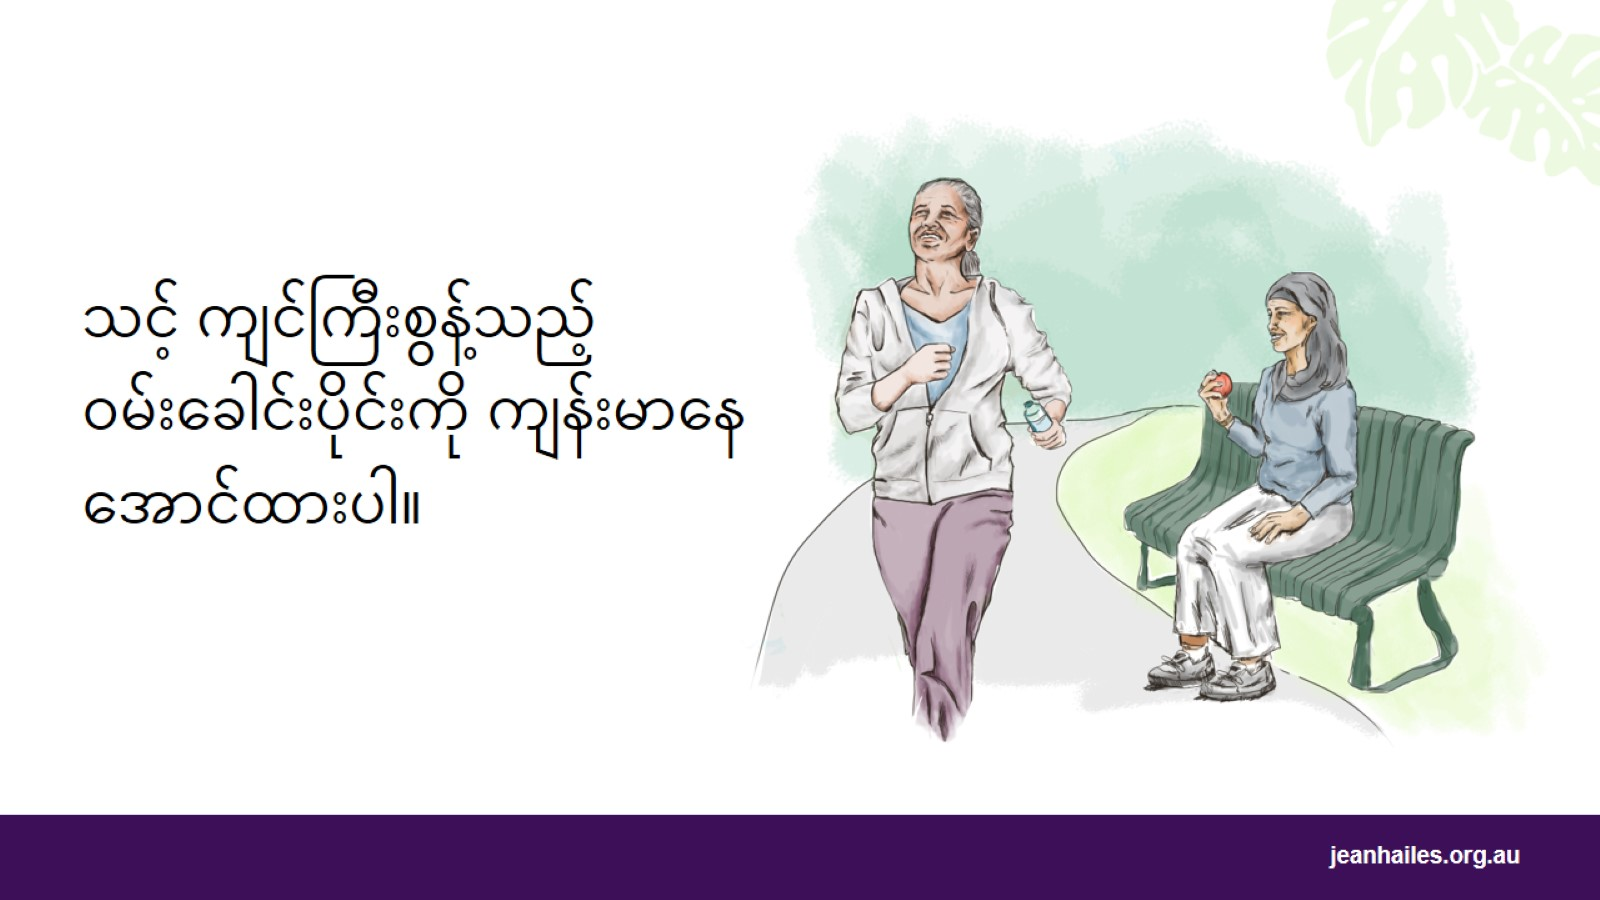 သင့် ကျင်ကြီးစွန့်သည့်
ဝမ်းခေါင်းပိုင်းကို ကျန်းမာနေ
အောင်ထားပါ။
jeanhailes.org.au